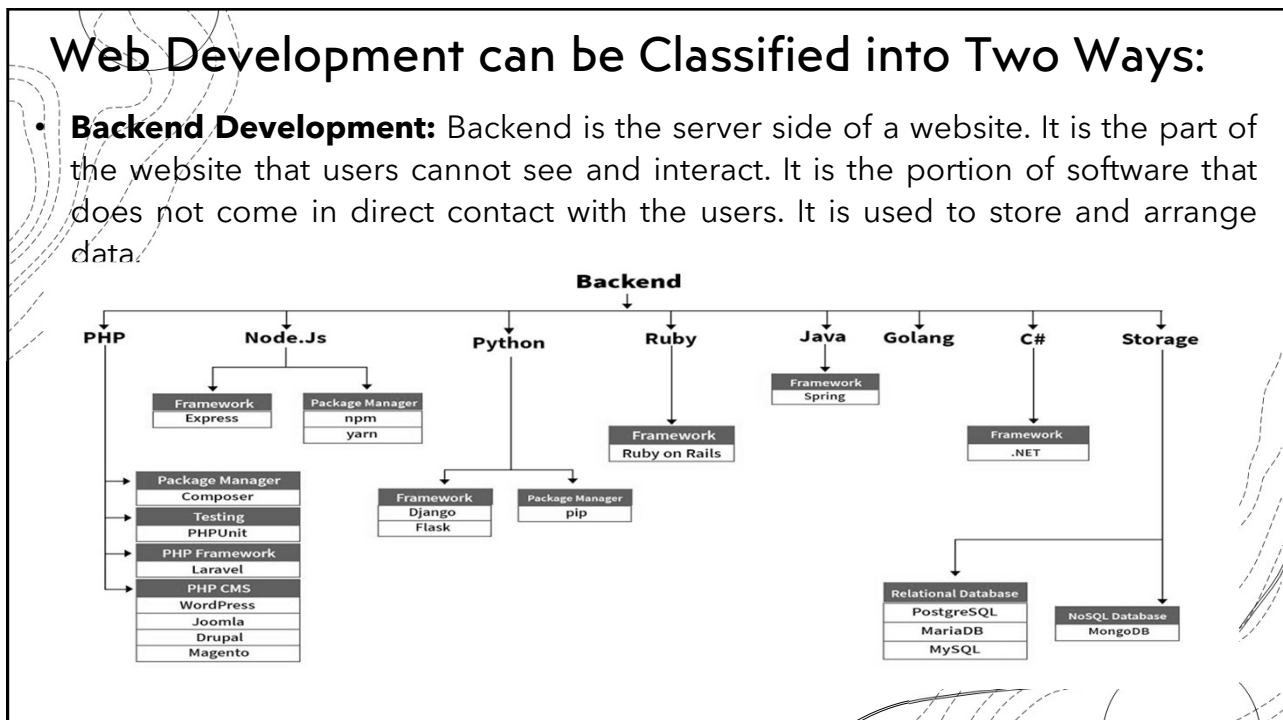 Web Development can be Classified into Two Ways:
• Backend Development: Backend is the server side of a website. It is the part of
the website that users cannot see and interact. It is the portion of software that
does not come in direct contact with the users. It is used to store and arrange
data.
Backend
PHP Node.Js Python Ruby Java Golang C# Storage
Framework
Express
Package Manager
npm
yarn
Framework
Spring
Framework
Ruby on Rails
Framework
.NET
Package Manager
Composer
Testing
PHPUnit
PHP Framework
Laravel
PHP CMS
WordPress
Joomla
Drupal
Magento
Framework
Django
Flask
Package Manager
pip
Relational Database
PostgreSQL
MariaDB
MySQL
NoSQL Database
MongoDB